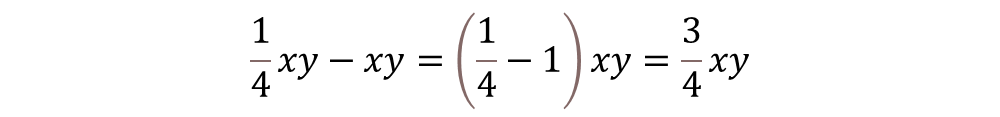 1/4 xy − xy = (1/4 − 1) xy = 3/4 xy